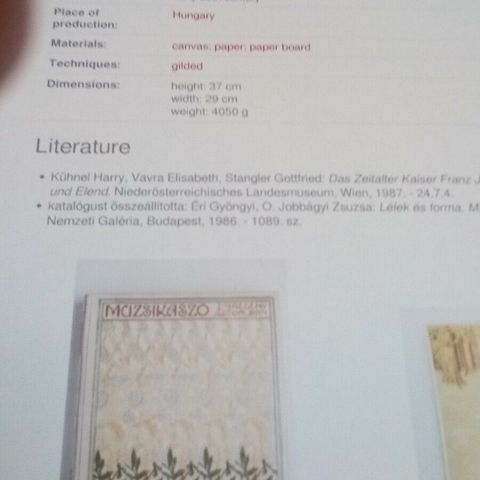 Place of production:
Hungary
Materials:
canvas; paper; paper board
Techniques:
gilded
Dimensions:
height: 37 cm
width: 29 cm
weight: 4050 g
Literature
• Kühnel Harry, Vavra Elisabeth, Stangler Gottfried: Das Zeitalter Kaiser Franz
und Elend. Niederösterreichisches Landesmuseum, Wien, 1987. - 24.7.4.
• katalógust összeállította: Éri Gyöngyi, O. Jobbágyi Zsuzsa: Lélek és forma.
Nemzeti Galéria, Budapest, 1986. - 1089. sz.
MUZSIKASZO